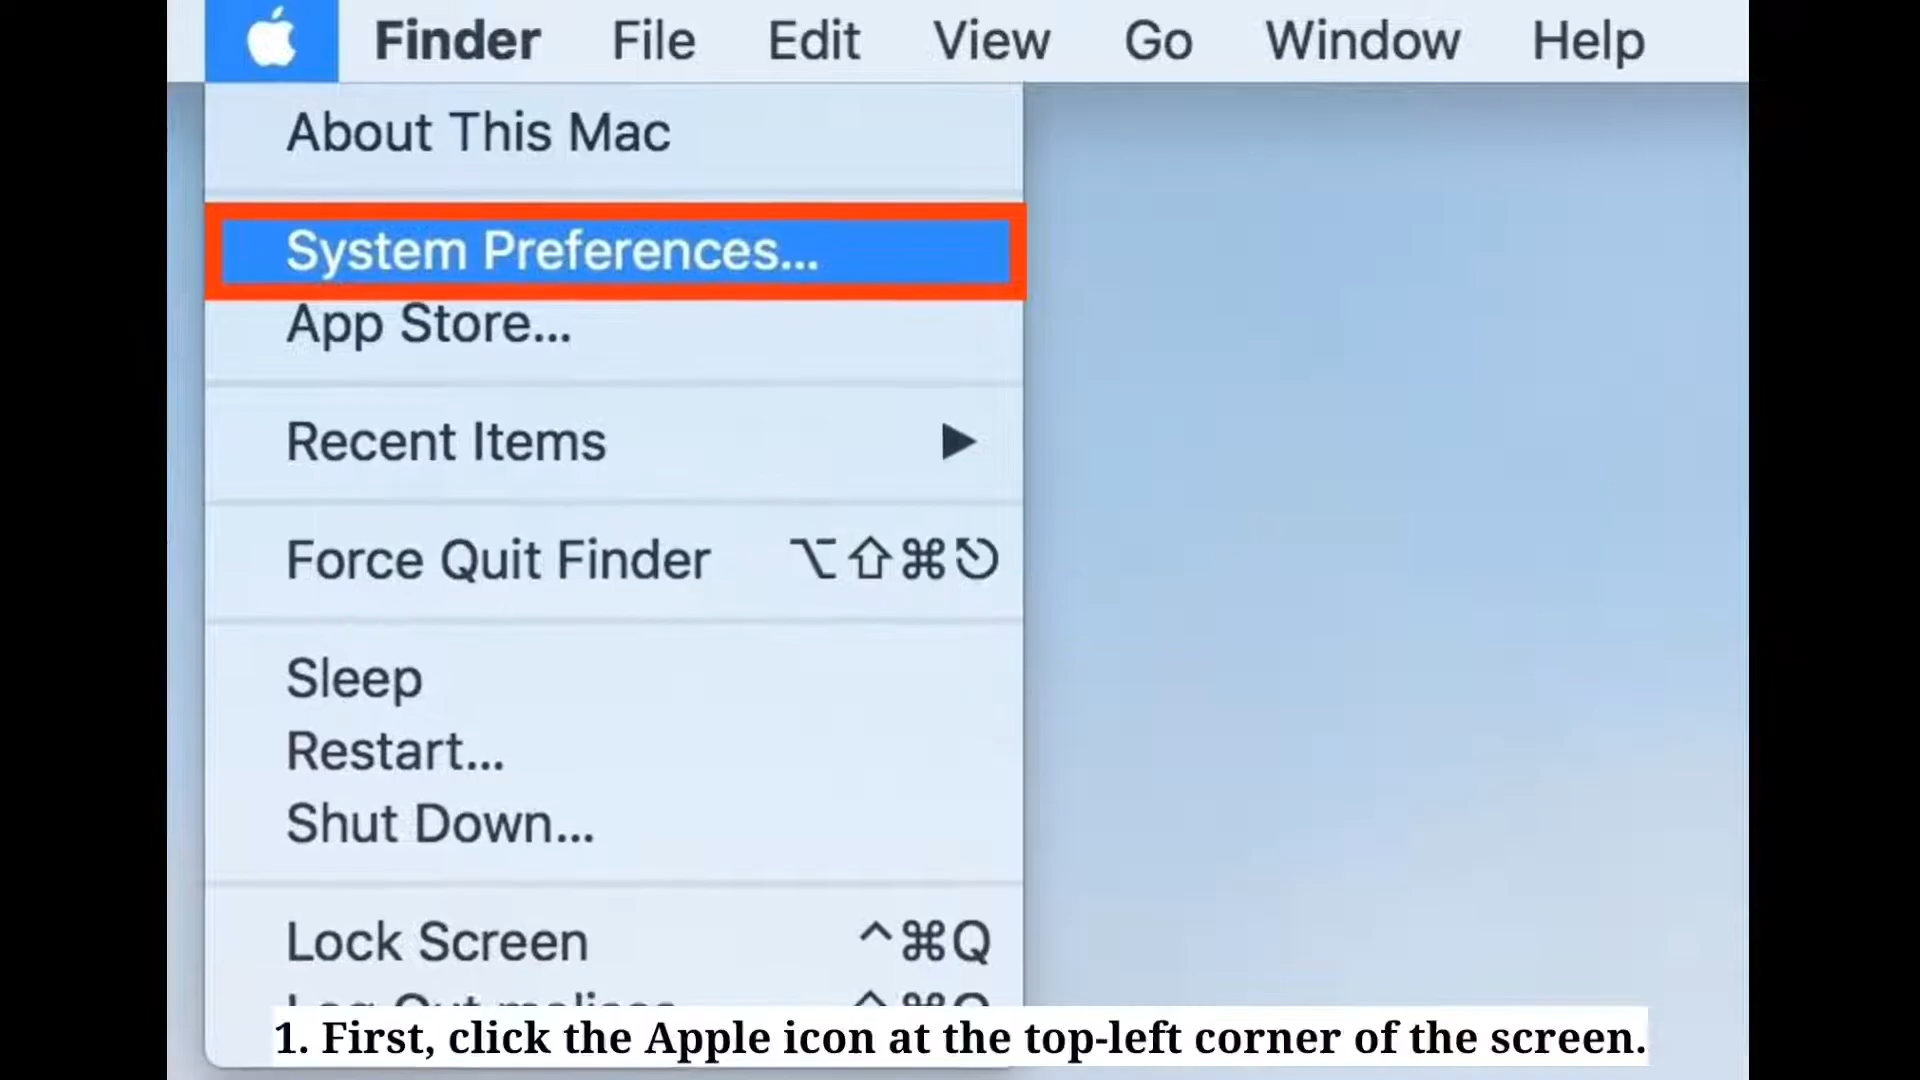 Finder File Edit View Go Window Help
About This Mac
System Preferences...
App Store...
Recent Items ▶
Force Quit Finder ⌥⇧⌘⎋
Sleep
Restart...
Shut Down...
Lock Screen ^⌘Q
Log Out ⇧⌘Q
1. First, click the Apple icon at the top-left corner of the screen.